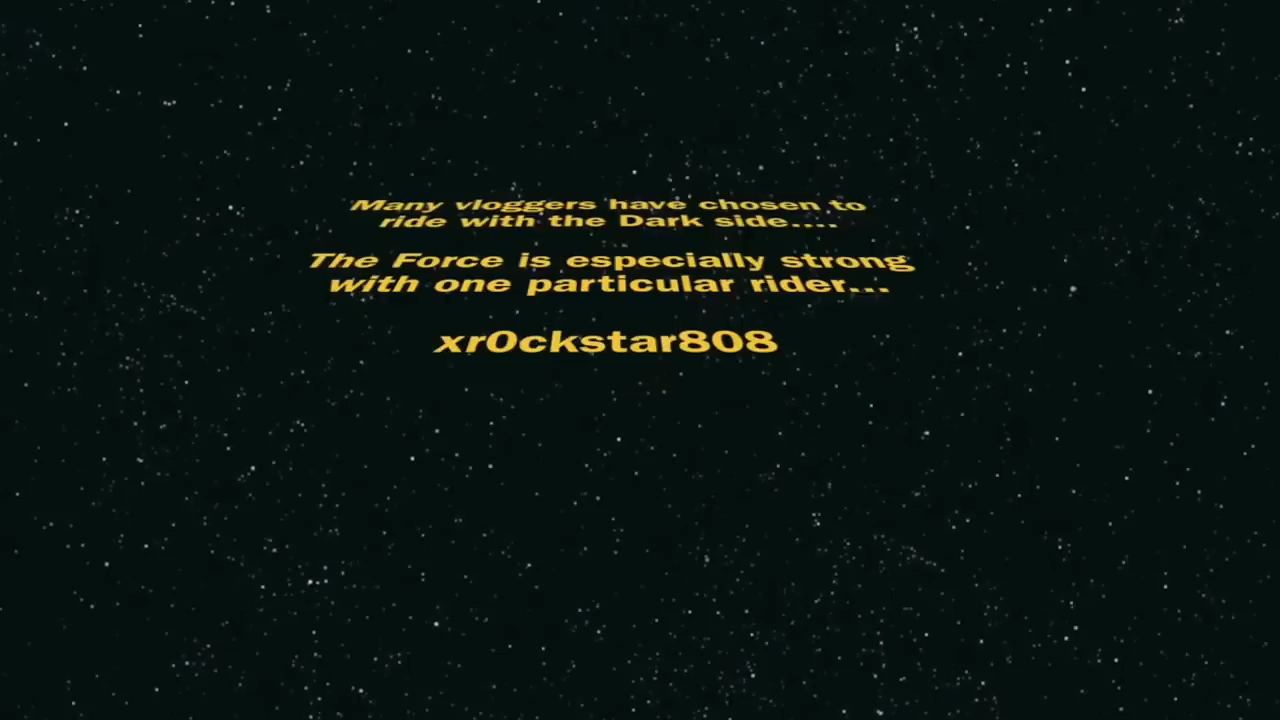 Many vloggers have chosen to
ride with the Dark side....
The Force is especially strong
with one particular rider...
xr0ckstar808